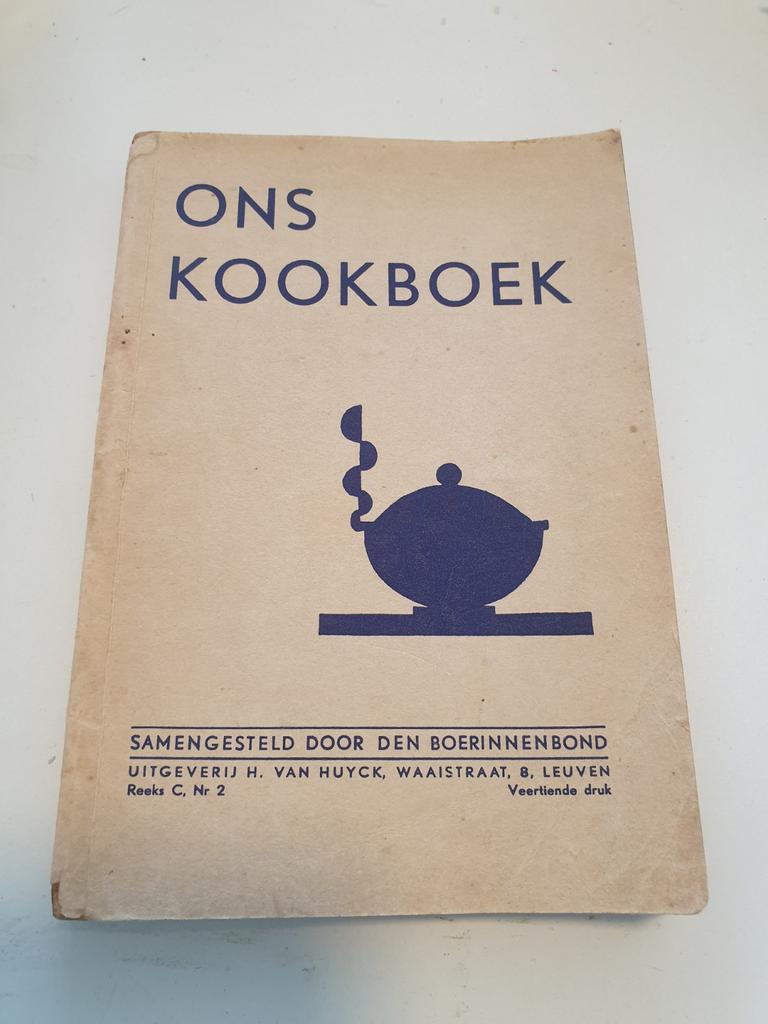 ONS
KOOKBOEK
SAMENGESTELD DOOR DEN BOERINNENBOND
UITGEVERIJ H. VAN HUYCK, WAAISTRAAT, 8, LEUVEN
Reeks C, Nr 2 Veertiende druk